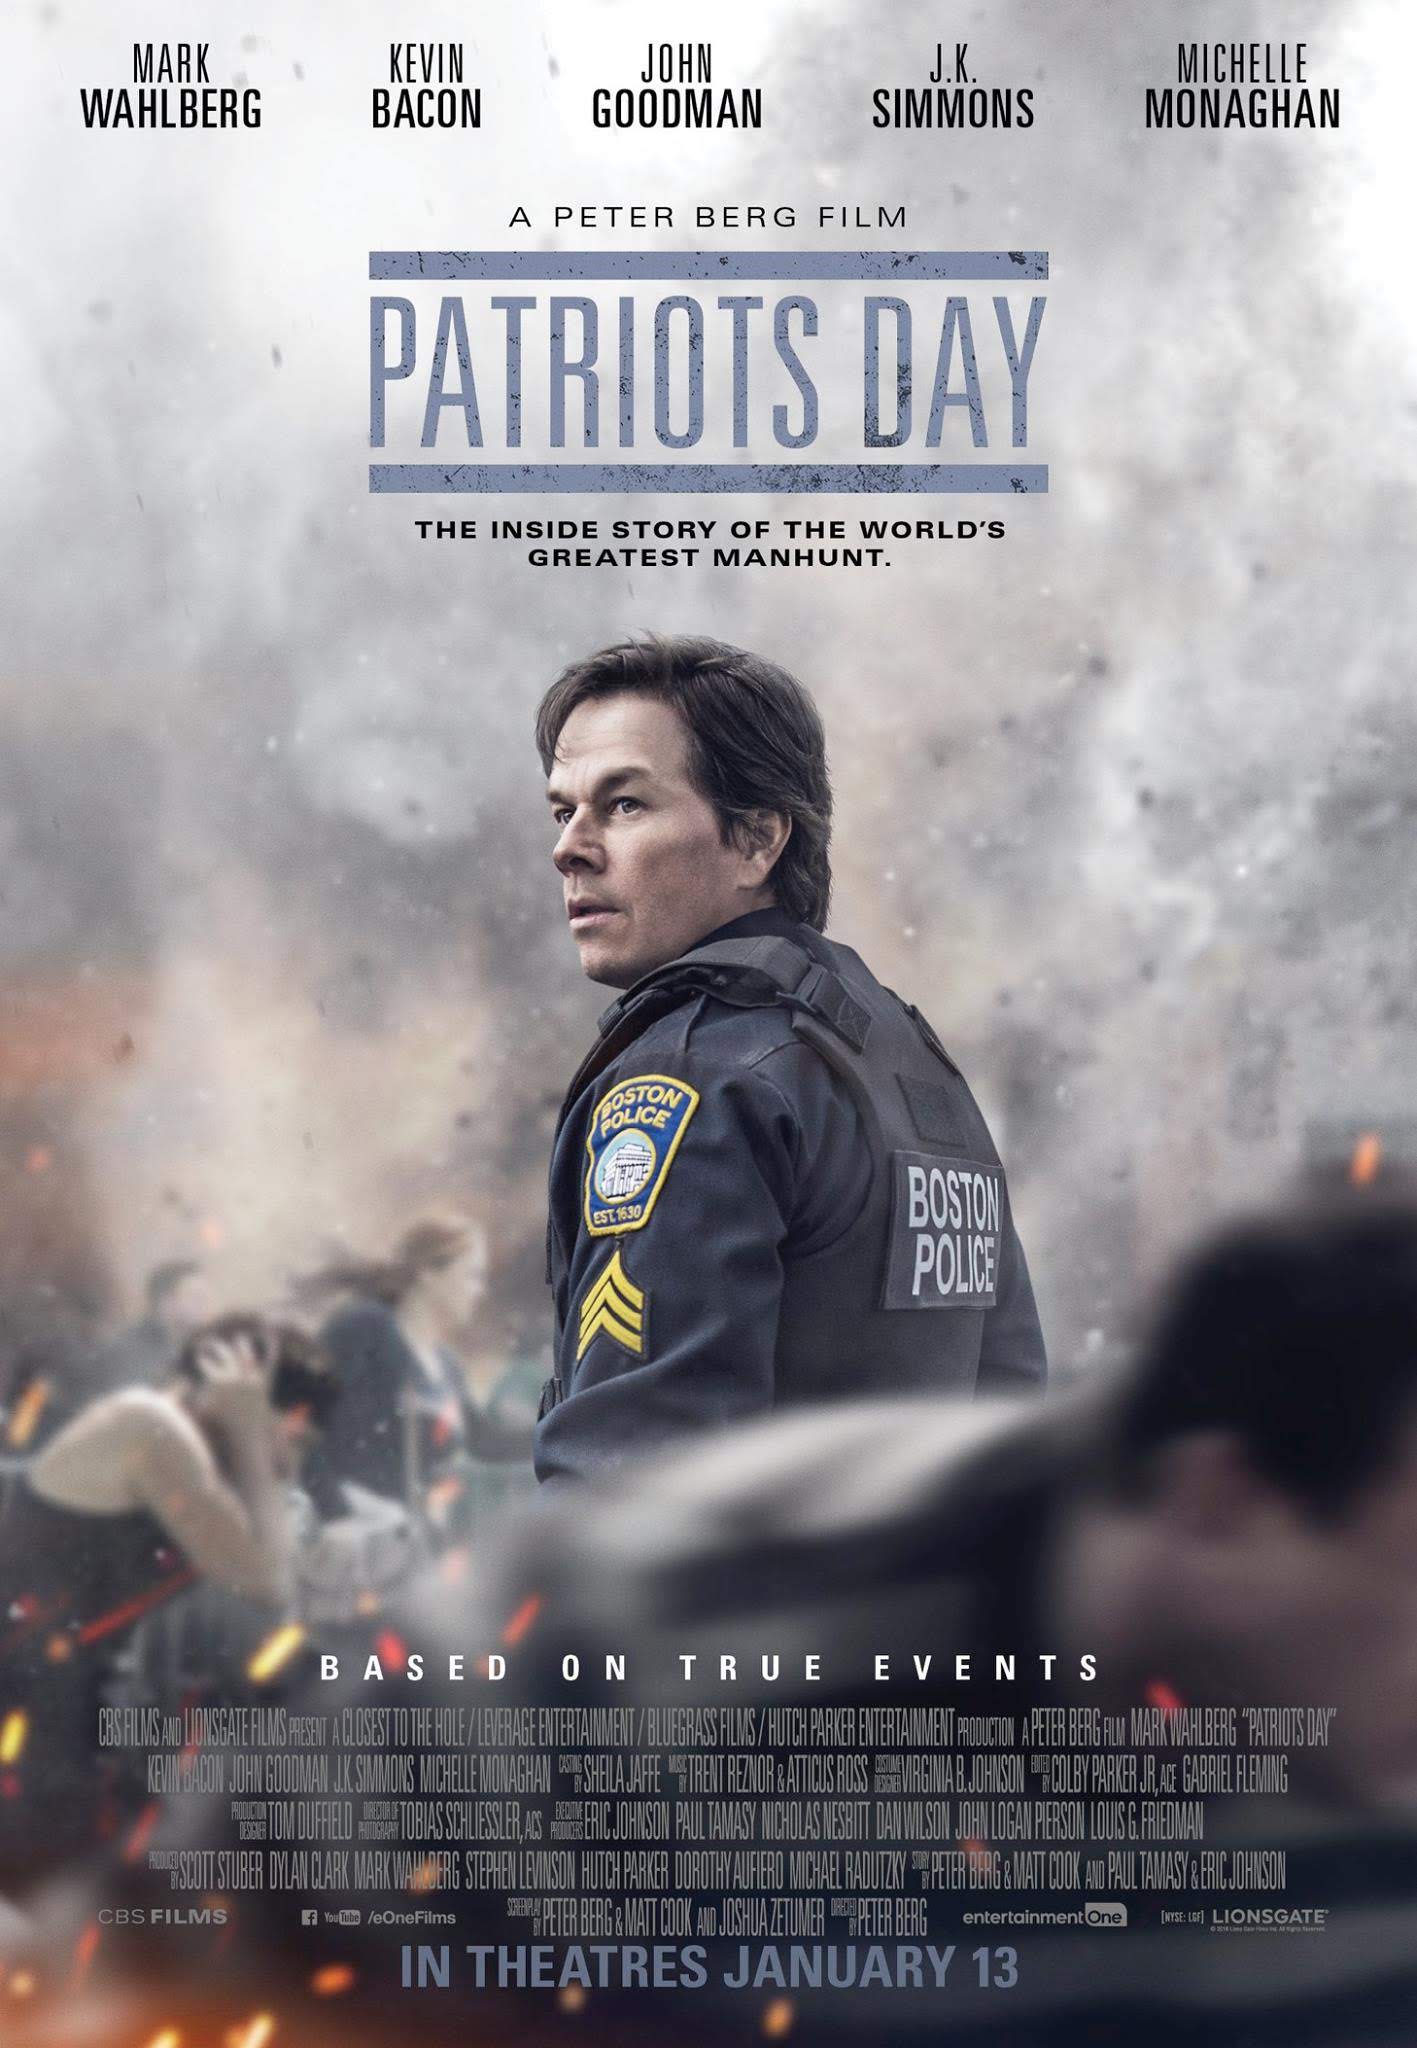 MARK WAHLBERG
KEVIN BACON
JOHN GOODMAN
J.K. SIMMONS
MICHELLE MONAGHAN
A PETER BERG FILM
PATRIOTS DAY
THE INSIDE STORY OF THE WORLD'S
GREATEST MANHUNT.
BOSTON
POLICE
EST. 1630
BOSTON
POLICE
BASED ON TRUE EVENTS
CBS FILMS AND LIONSGATE FILMS PRESENT A CLOSEST TO THE HOLE / LEVERAGE ENTERTAINMENT / BLUEGRASS FILMS / HUTCH PARKER ENTERTAINMENT PRODUCTION A PETER BERG FILM MARK WAHLBERG "PATRIOTS DAY"
KEVIN BACON JOHN GOODMAN J.K. SIMMONS MICHELLE MONAGHAN CASTING BY SHEILA JAFFE MUSIC BY TRENT REZNOR & ATTICUS ROSS COSTUME DESIGNER VIRGINIA B. JOHNSON EDITED BY COLBY PARKER JR, ACE GABRIEL FLEMING
PRODUCTION DESIGNER TOM DUFFIELD DIRECTOR OF PHOTOGRAPHY TOBIAS SCHLIESSLER, ACS EXECUTIVE PRODUCERS ERIC JOHNSON PAUL TAMASY NICHOLAS NESBITT DAN WILSON JOHN LOGAN PIERSON LOUIS G. FRIEDMAN
PRODUCED BY SCOTT STUBER DYLAN CLARK MARK WAHLBERG STEPHEN LEVINSON HUTCH PARKER DOROTHY AUFIERO MICHAEL RADUTZKY STORY BY PETER BERG & MATT COOK AND PAUL TAMASY & ERIC JOHNSON
SCREENPLAY BY PETER BERG & MATT COOK AND JOSHUA ZETUMER DIRECTED BY PETER BERG
CBS FILMS
f YouTube /eOneFilms
entertainment One
[NYSE: LGF] LIONSGATE
IN THEATRES JANUARY 13